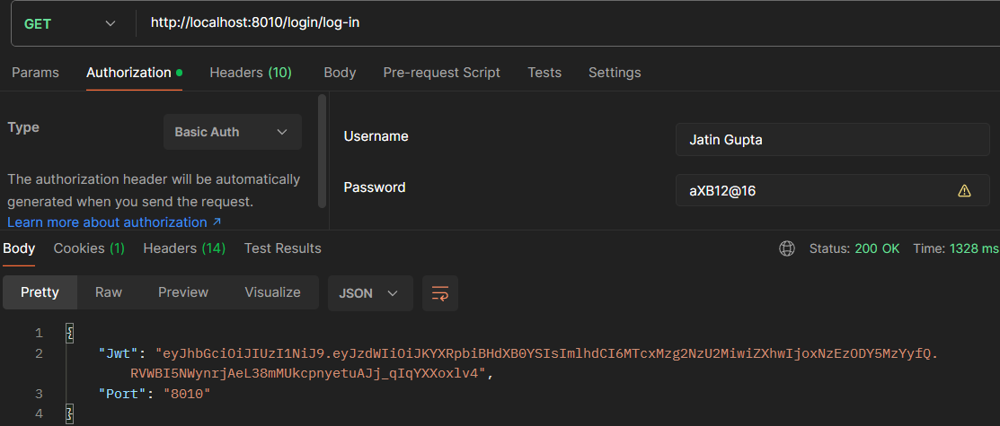 GET http://localhost:8010/login/log-in
Params Authorization Headers (10) Body Pre-request Script Tests Settings
Type Basic Auth
The authorization header will be automatically
generated when you send the request.
Learn more about authorization ↗
Username Jatin Gupta
Password aXB12@16
Body Cookies (1) Headers (14) Test Results Status: 200 OK Time: 1328 ms
Pretty Raw Preview Visualize JSON
1 {
2 "Jwt": "eyJhbGciOiJIUzI1NiJ9.eyJzdWIiOiJKYXRpbiBHdXB0YSIsImlhdCI6MTcxMzg2NzU2MiwiZXhwIjoxNzEzODY5MzYyfQ.
RVWBI5NWynrjAeL38mMUkcpnyetuAJj_qIqYXXoxlv4",
3 "Port": "8010"
4 }